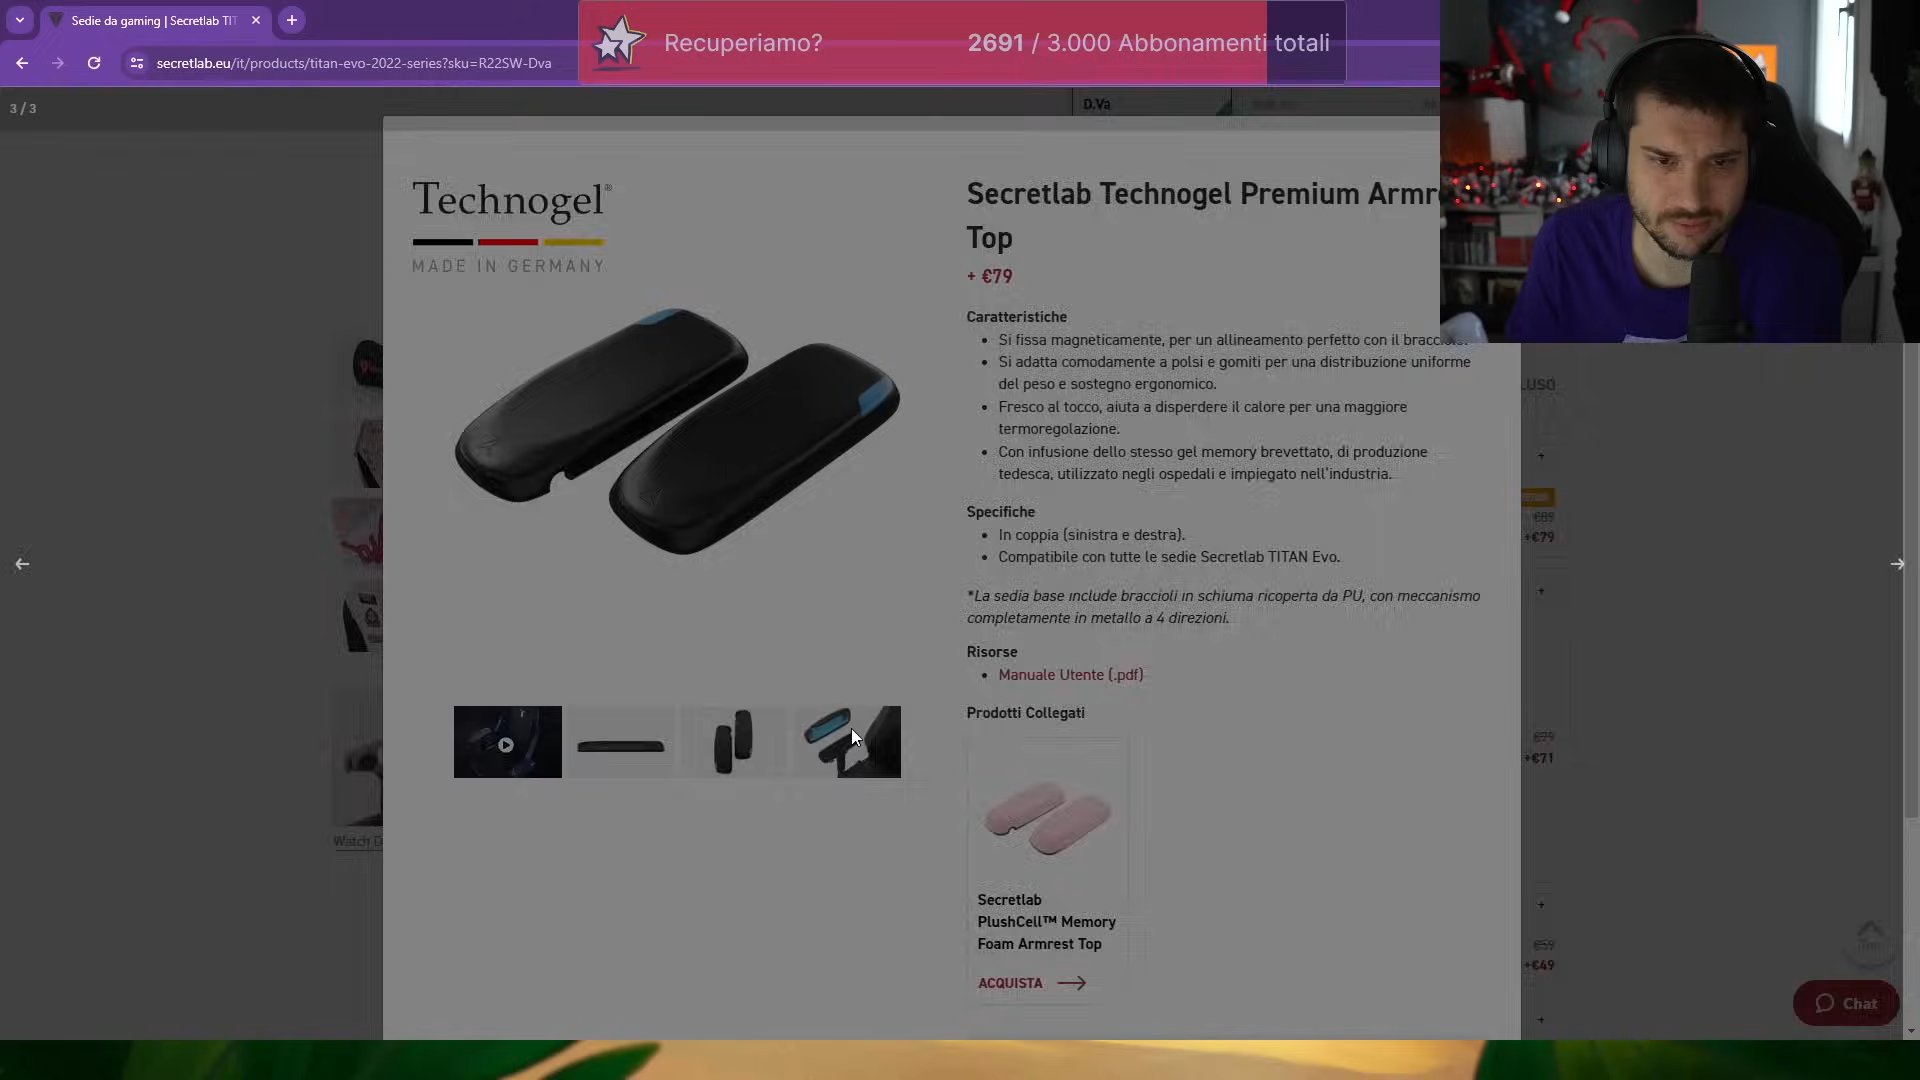 Sedie da gaming | Secretlab TIT
secretlab.eu/it/products/titan-evo-2022-series?sku=R22SW-Dva
Recuperiamo?
2691 / 3.000 Abbonamenti totali
3 / 3
D.Va
Technogel®
MADE IN GERMANY
Secretlab Technogel Premium Armr
Top
+ €79
Caratteristiche
Si fissa magneticamente, per un allineamento perfetto con il bracciolo.
Si adatta comodamente a polsi e gomiti per una distribuzione uniforme
del peso e sostegno ergonomico.
Fresco al tocco, aiuta a disperdere il calore per una maggiore
termoregolazione.
Con infusione dello stesso gel memory brevettato, di produzione
tedesca, utilizzato negli ospedali e impiegato nell'industria.
Specifiche
In coppia (sinistra e destra).
Compatibile con tutte le sedie Secretlab TITAN Evo.
*La sedia base include braccioli in schiuma ricoperta da PU, con meccanismo
completamente in metallo a 4 direzioni.
Risorse
Manuale Utente (.pdf)
Prodotti Collegati
Secretlab
PlushCell™ Memory
Foam Armrest Top
ACQUISTA
LUSO
+
€89
+€79
+
€79
+€71
+
€59
+€49
+
Watch D
Chat